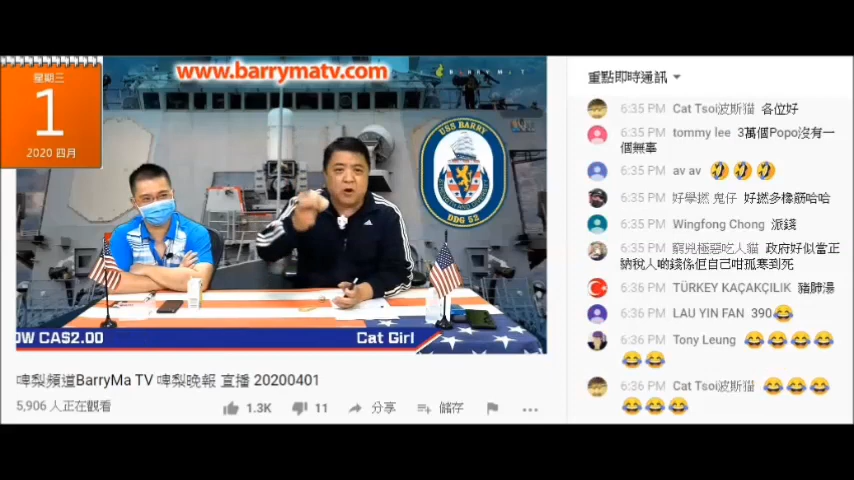 www.barrymatv.com
BARRYMA
星期三
1
2020 四月
USS BARRY
DDG 52
OW CA$2.00
Cat Girl
啤梨頻道BarryMa TV 啤梨晚報 直播 20200401
5,906 人正在觀看
1.3K
11
分享
儲存
重點即時通訊
6:35 PM Cat Tsoi波斯猫 各位好
6:35 PM tommy lee 3萬個Popo沒有一
個無事
6:35 PM av av 🤣🤣🤣
6:35 PM 好學撚 鬼仔 好撚多橡筋哈哈
6:35 PM Wingfong Chong 派錢
6:35 PM 窮兇極惡吃人貓 政府好似當正
納稅人啲錢係佢自己咁孤寒到死
6:36 PM TÜRKEY KAÇAKÇILIK 豬肺湯
6:36 PM LAU YIN FAN 390😂
6:36 PM Tony Leung 😂😂😂😂
😂😂
6:36 PM Cat Tsoi波斯猫 😂😂😂
😂😂😂